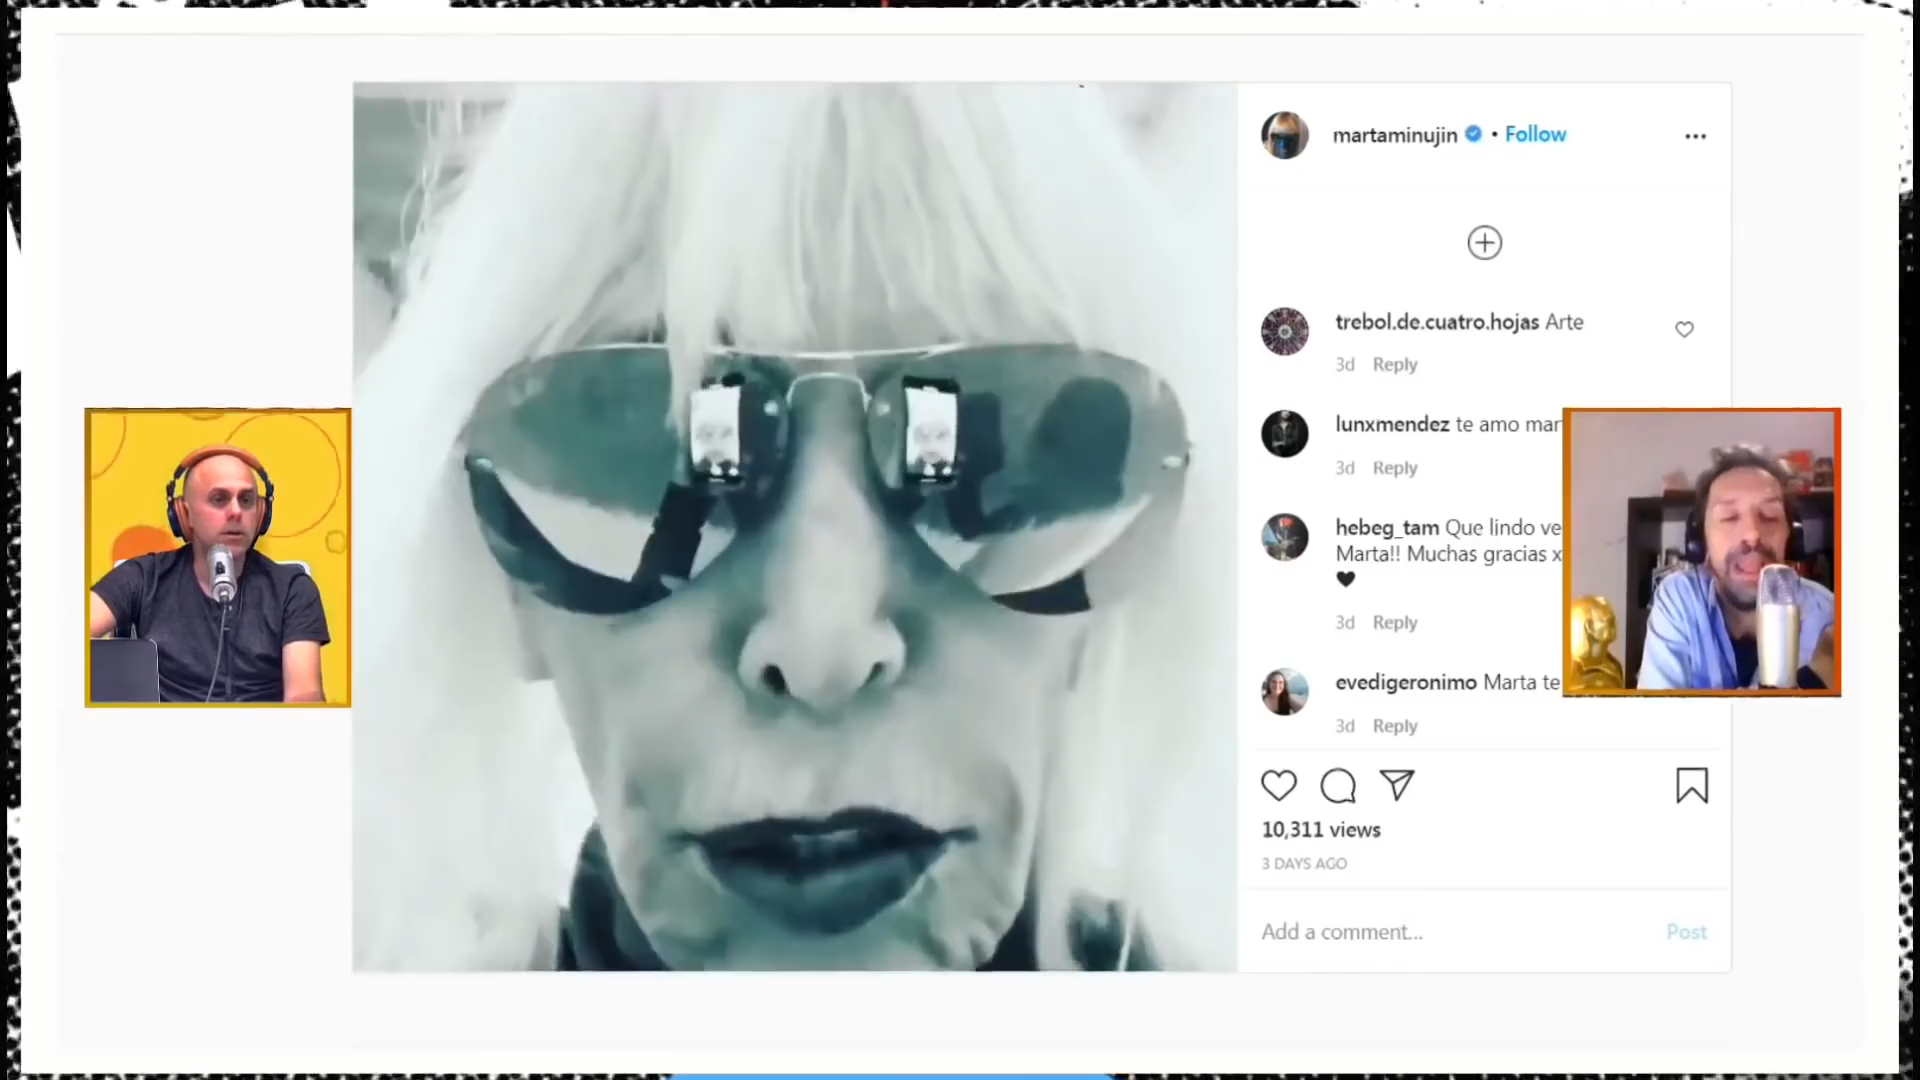 martaminujin • Follow
trebol.de.cuatro.hojas Arte
3d Reply
lunxmendez te amo mar
3d Reply
hebeg_tam Que lindo ve
Marta!! Muchas gracias x
3d Reply
evedigeronimo Marta te
3d Reply
10,311 views
3 DAYS AGO
Add a comment... Post